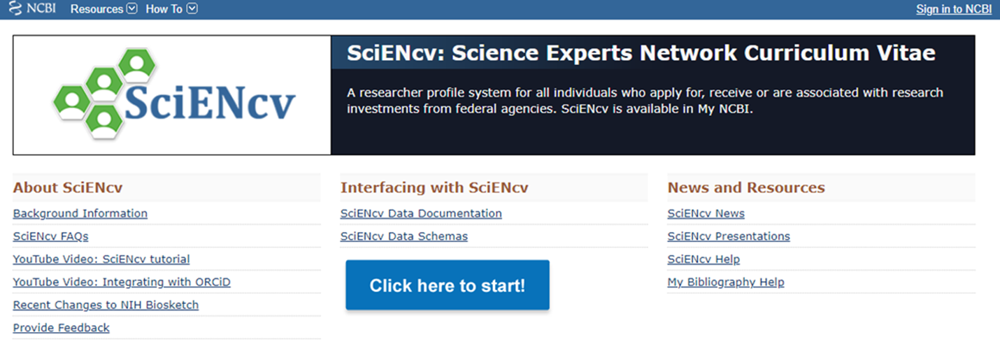 NCBI Resources How To Sign in to NCBI
SciENcv
SciENcv: Science Experts Network Curriculum Vitae
A researcher profile system for all individuals who apply for, receive or are associated with research
investments from federal agencies. SciENcv is available in My NCBI.
About SciENcv
Background Information
SciENcv FAQs
YouTube Video: SciENcv tutorial
YouTube Video: Integrating with ORCiD
Recent Changes to NIH Biosketch
Provide Feedback
Interfacing with SciENcv
SciENcv Data Documentation
SciENcv Data Schemas
Click here to start!
News and Resources
SciENcv News
SciENcv Presentations
SciENcv Help
My Bibliography Help